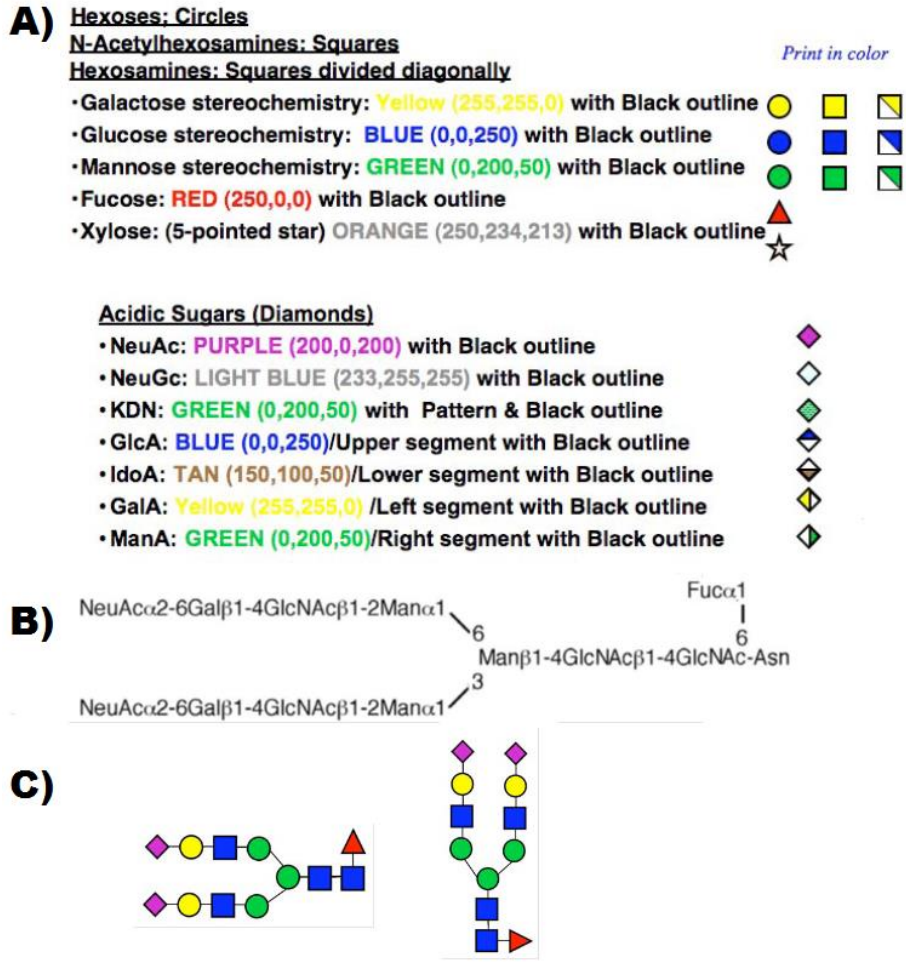 A)
Hexoses: Circles
N-Acetylhexosamines: Squares
Hexosamines: Squares divided diagonally
Print in color
•Galactose stereochemistry: Yellow (255,255,0) with Black outline
•Glucose stereochemistry: BLUE (0,0,250) with Black outline
•Mannose stereochemistry: GREEN (0,200,50) with Black outline
•Fucose: RED (250,0,0) with Black outline
•Xylose: (5-pointed star) ORANGE (250,234,213) with Black outline
Acidic Sugars (Diamonds)
•NeuAc: PURPLE (200,0,200) with Black outline
•NeuGc: LIGHT BLUE (233,255,255) with Black outline
•KDN: GREEN (0,200,50) with Pattern & Black outline
•GlcA: BLUE (0,0,250)/Upper segment with Black outline
•IdoA: TAN (150,100,50)/Lower segment with Black outline
•GalA: Yellow (255,255,0) /Left segment with Black outline
•ManA: GREEN (0,200,50)/Right segment with Black outline
B)
Fucα1
NeuAcα2-6Galβ1-4GlcNAcβ1-2Manα1
6
6
Manβ1-4GlcNAcβ1-4GlcNAc-Asn
3
NeuAcα2-6Galβ1-4GlcNAcβ1-2Manα1
C)